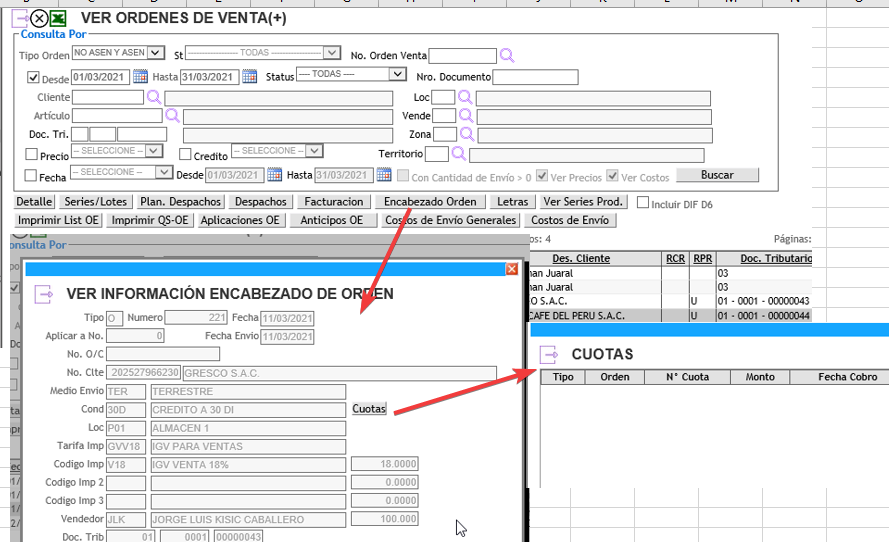 VER ORDENES DE VENTA(+)
Consulta Por
Tipo Orden NO ASEN Y ASEN St --- TODAS --- No. Orden Venta
Desde 01/03/2021 Hasta 31/03/2021 Status --- TODAS --- Nro. Documento
Cliente Loc
Artículo Vende
Doc. Tri. Zona
Precio -- SELECCIONE -- Credito -- SELECCIONE -- Territorio
Fecha -- SELECCIONE -- Desde 01/03/2021 Hasta 31/03/2021 Con Cantidad de Envío > 0 Ver Precios Ver Costos Buscar
Detalle Series/Lotes Plan. Despachos Despachos Facturacion Encabezado Orden Letras Ver Series Prod. Incluir DIF D6
Imprimir List OE Imprimir QS-OE Aplicaciones OE Anticipos OE Costos de Envío Generales Costos de Envío
onsulta Por
os: 4 Páginas:
Des. Cliente RCR RPR Doc. Tributario
nan Juaral 03
nan Juaral 03
O S.A.C. U 01 - 0001 - 00000043
CAFE DEL PERU S.A.C. U 01 - 0001 - 00000044
VER INFORMACIÓN ENCABEZADO DE ORDEN
Tipo O Numero 221 Fecha 11/03/2021
Aplicar a No. 0 Fecha Envio 11/03/2021
No. O/C
No. Clte 202527966230 GRESCO S.A.C.
Medio Envio TER TERRESTRE
Cond 30D CREDITO A 30 DI Cuotas
Loc P01 ALMACEN 1
Tarifa Imp GVV18 IGV PARA VENTAS
Codigo Imp V18 IGV VENTA 18% 18.0000
Codigo Imp 2 0.0000
Codigo Imp 3 0.0000
Vendedor JLK JORGE LUIS KISIC CABALLERO 100.000
Doc. Trib 01 0001 00000043
CUOTAS
Tipo Orden N° Cuota Monto Fecha Cobro